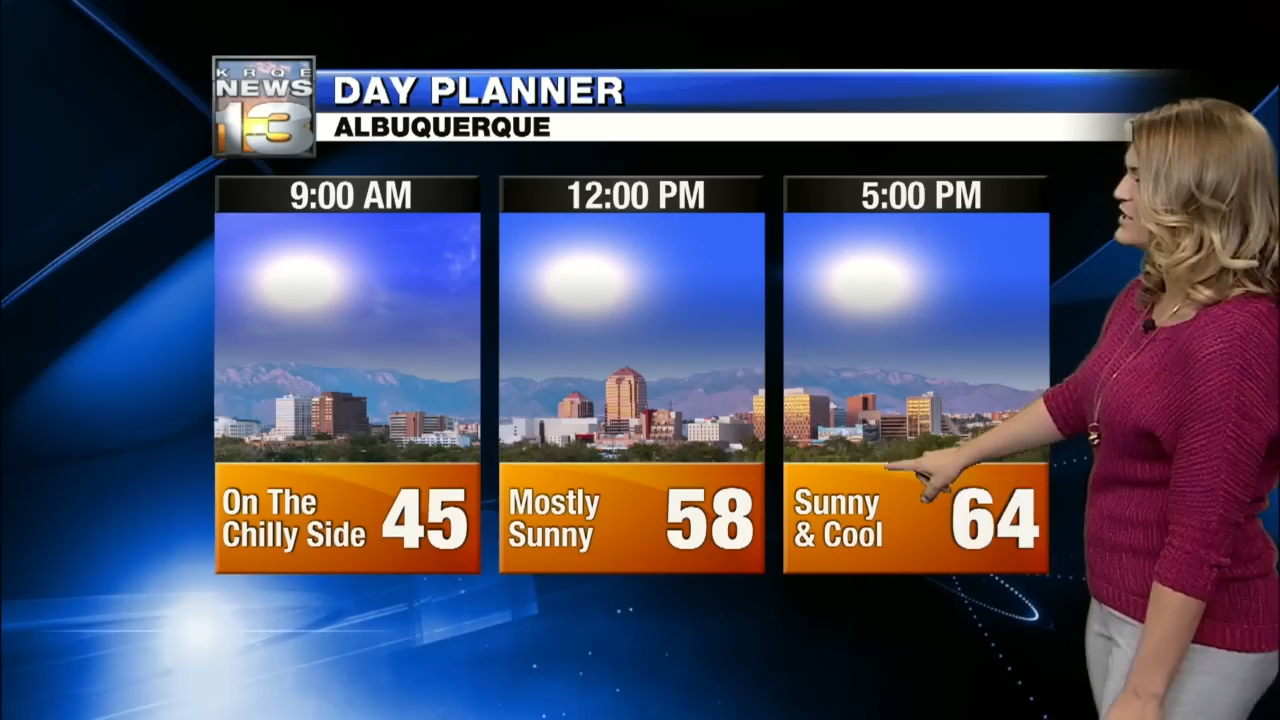 KRQE
NEWS
13
DAY PLANNER
ALBUQUERQUE
9:00 AM
12:00 PM
5:00 PM
On The
Chilly Side
45
Mostly
Sunny
58
Sunny
& Cool
64